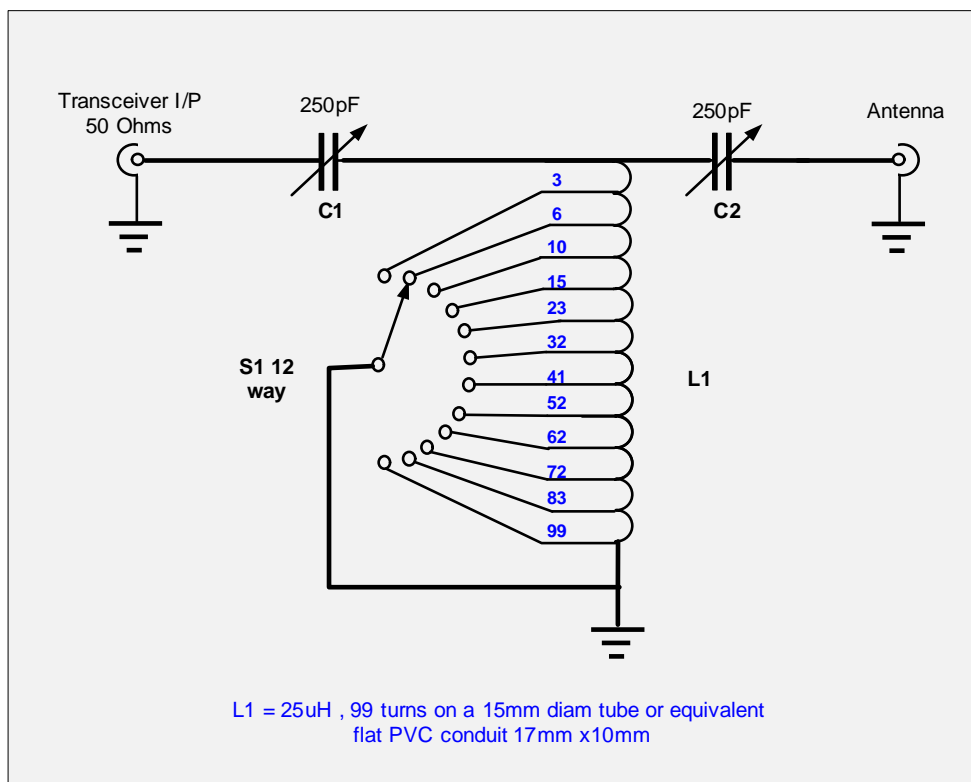 Transceiver I/P
50 Ohms
250pF
250pF
Antenna
C1
C2
3
6
10
15
23
32
41
52
62
72
83
99
S1 12
way
L1
L1 = 25uH , 99 turns on a 15mm diam tube or equivalent
flat PVC conduit 17mm x10mm